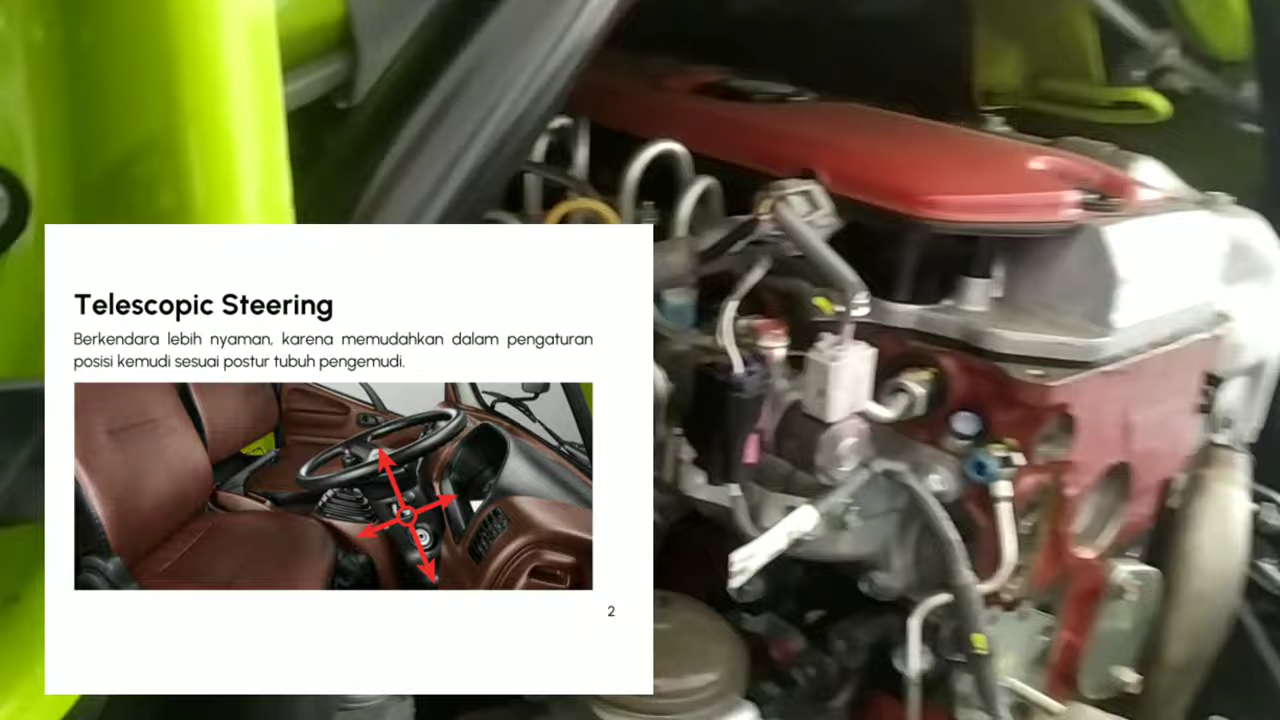 Telescopic Steering
Berkendara lebih nyaman, karena memudahkan dalam pengaturan
posisi kemudi sesuai postur tubuh pengemudi.
2